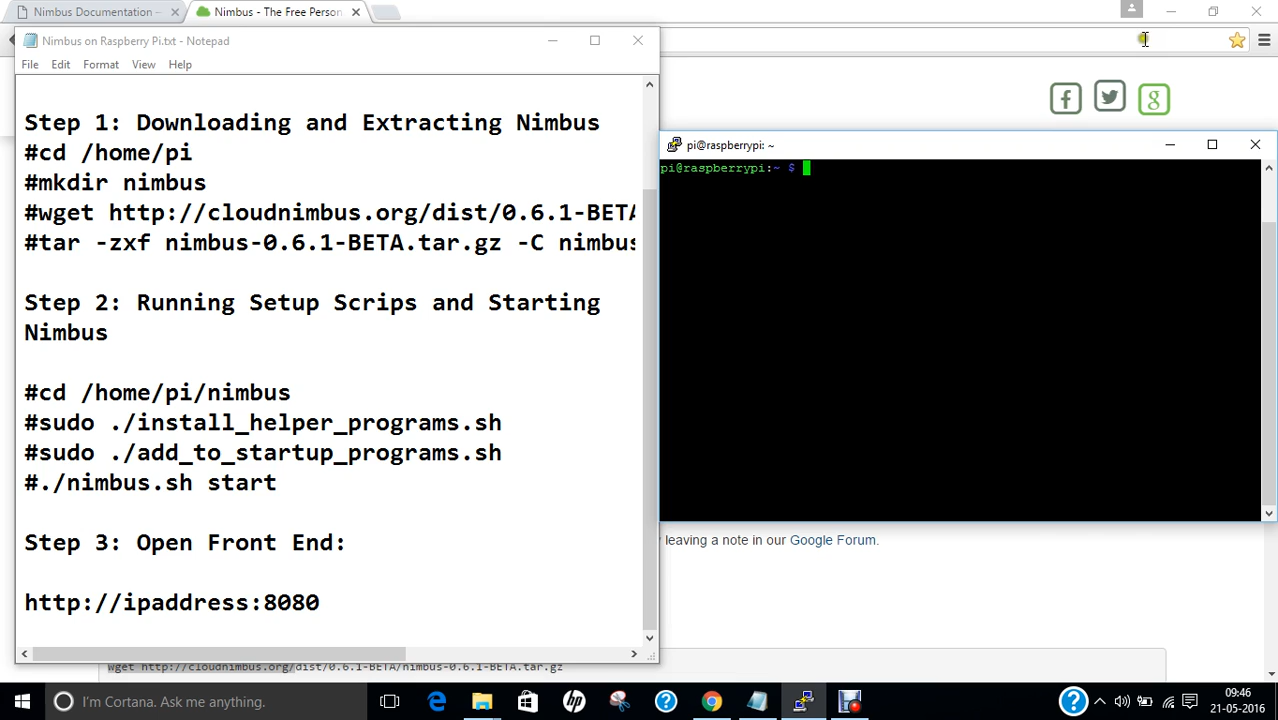 Nimbus Documentation –
Nimbus - The Free Person
Nimbus on Raspberry Pi.txt - Notepad
File Edit Format View Help
Step 1: Downloading and Extracting Nimbus
#cd /home/pi
#mkdir nimbus
#wget http://cloudnimbus.org/dist/0.6.1-BETA
#tar -zxf nimbus-0.6.1-BETA.tar.gz -C nimbus
Step 2: Running Setup Scrips and Starting
Nimbus
#cd /home/pi/nimbus
#sudo ./install_helper_programs.sh
#sudo ./add_to_startup_programs.sh
#./nimbus.sh start
Step 3: Open Front End:
http://ipaddress:8080
pi@raspberrypi: ~
pi@raspberrypi:~ $
leaving a note in our Google Forum.
wget http://cloudnimbus.org/dist/0.6.1-BETA/nimbus-0.6.1-BETA.tar.gz
I'm Cortana. Ask me anything.
09:46
21-05-2016